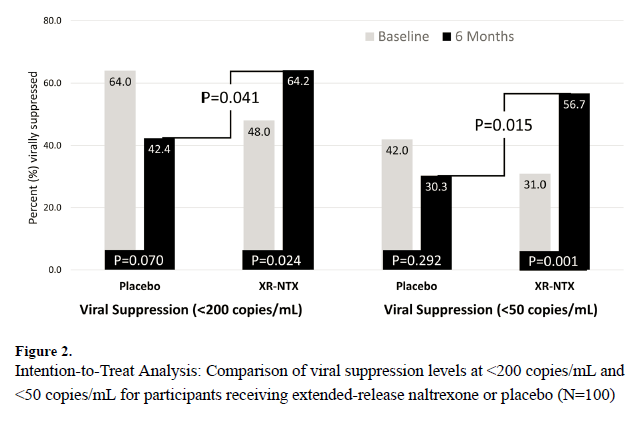 80.0
Baseline 6 Months
64.0
64.2
P=0.041
60.0
56.7
P=0.015
48.0
42.4
42.0
40.0
30.3
31.0
20.0
0.0
Percent (%) virally suppressed
P=0.070 P=0.024 P=0.292 P=0.001
Placebo XR-NTX Placebo XR-NTX
Viral Suppression (<200 copies/mL) Viral Suppression (<50 copies/mL)
Figure 2.
Intention-to-Treat Analysis: Comparison of viral suppression levels at <200 copies/mL and
<50 copies/mL for participants receiving extended-release naltrexone or placebo (N=100)